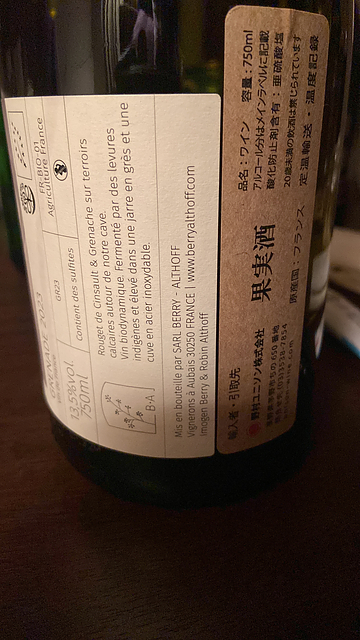 FR-BIO-01
Agriculture France
GR23
Contient des sulfites
13,5%vol.
750ml
Rouget de Cinsault & Grenache sur terroirs
calcaires autour de notre cave.
Vin biodynamique. Fermenté par des levures
indigènes et élevé dans une jarre en grès et une
cuve en acier inoxydable.
B·A
Mis en bouteille par SARL BERRY - ALTHOFF
Vignerons à Aubais 30250 FRANCE | www.berryalthoff.com
Imogen Berry & Robin Althoff
品名：ワイン 容量：750ml
アルコール分はメインラベルに記載
酸化防止剤含有：亜硫酸塩
20歳未満の飲酒は禁じられています
果実酒
原産国：フランス 定温輸送・温度記録
輸入者・引取先
ユニソン株式会社